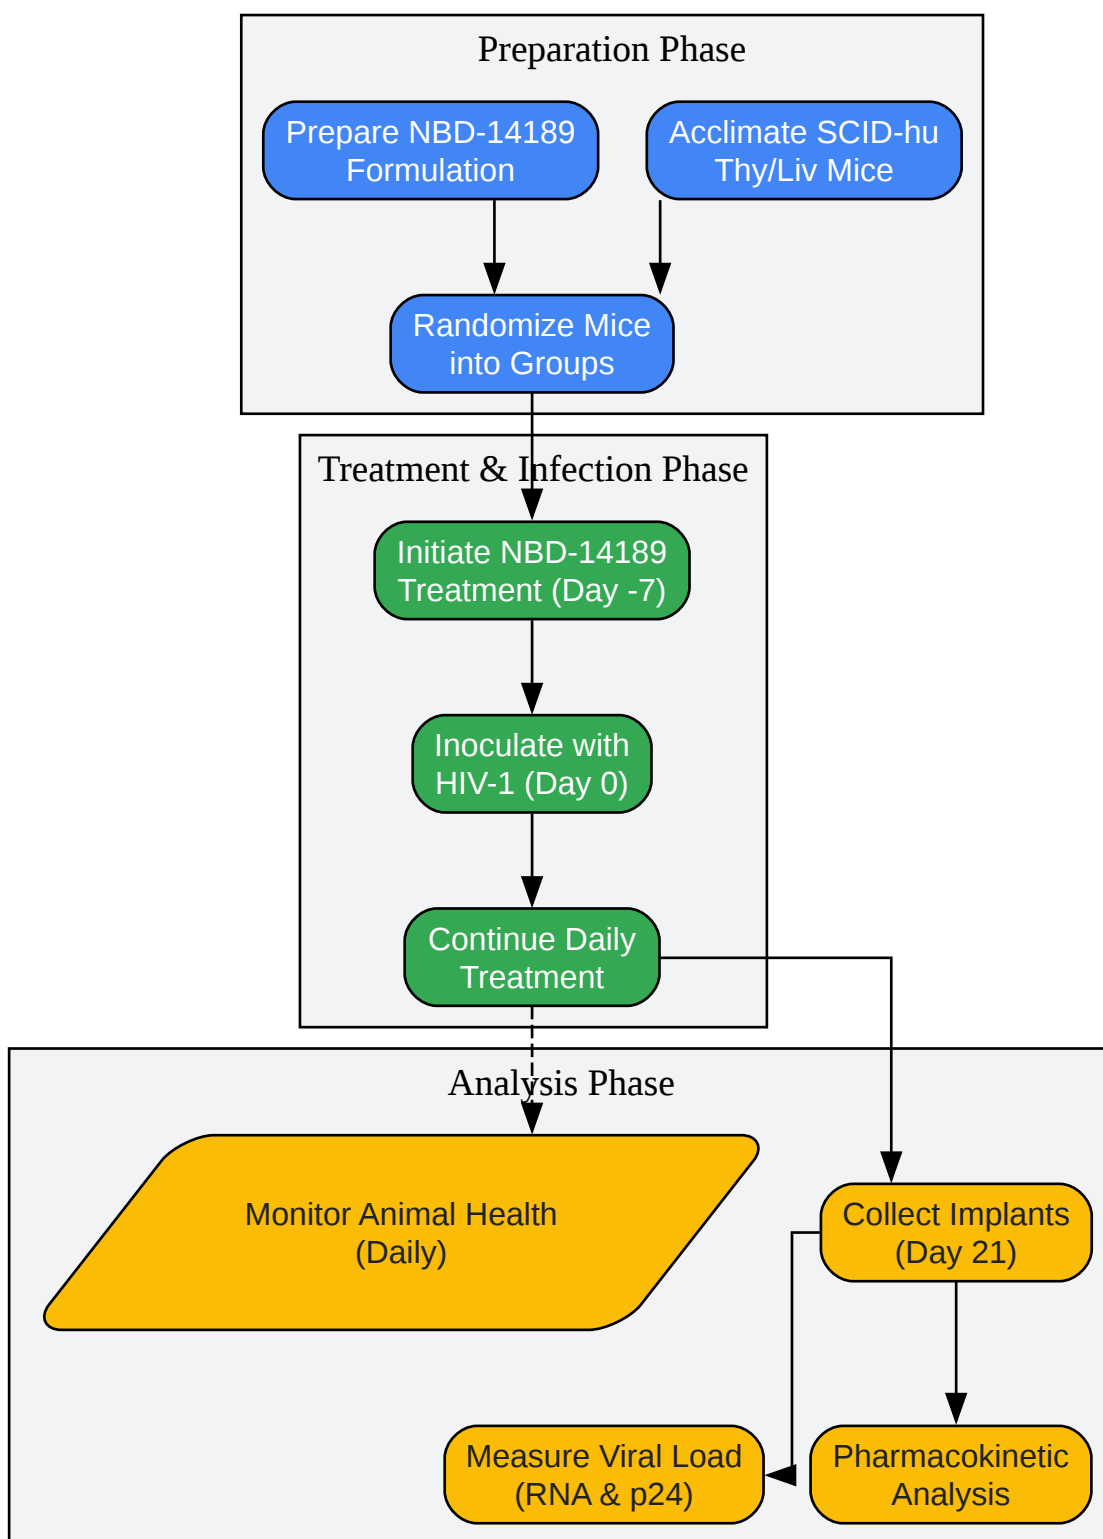 Preparation Phase
Prepare NBD-14189
Formulation
Acclimate SCID-hu
Thy/Liv Mice
Randomize Mice
into Groups
Treatment & Infection Phase
Initiate NBD-14189
Treatment (Day -7)
Inoculate with
HIV-1 (Day 0)
Continue Daily
Treatment
Analysis Phase
Monitor Animal Health
(Daily)
Collect Implants
(Day 21)
Measure Viral Load
(RNA & p24)
Pharmacokinetic
Analysis